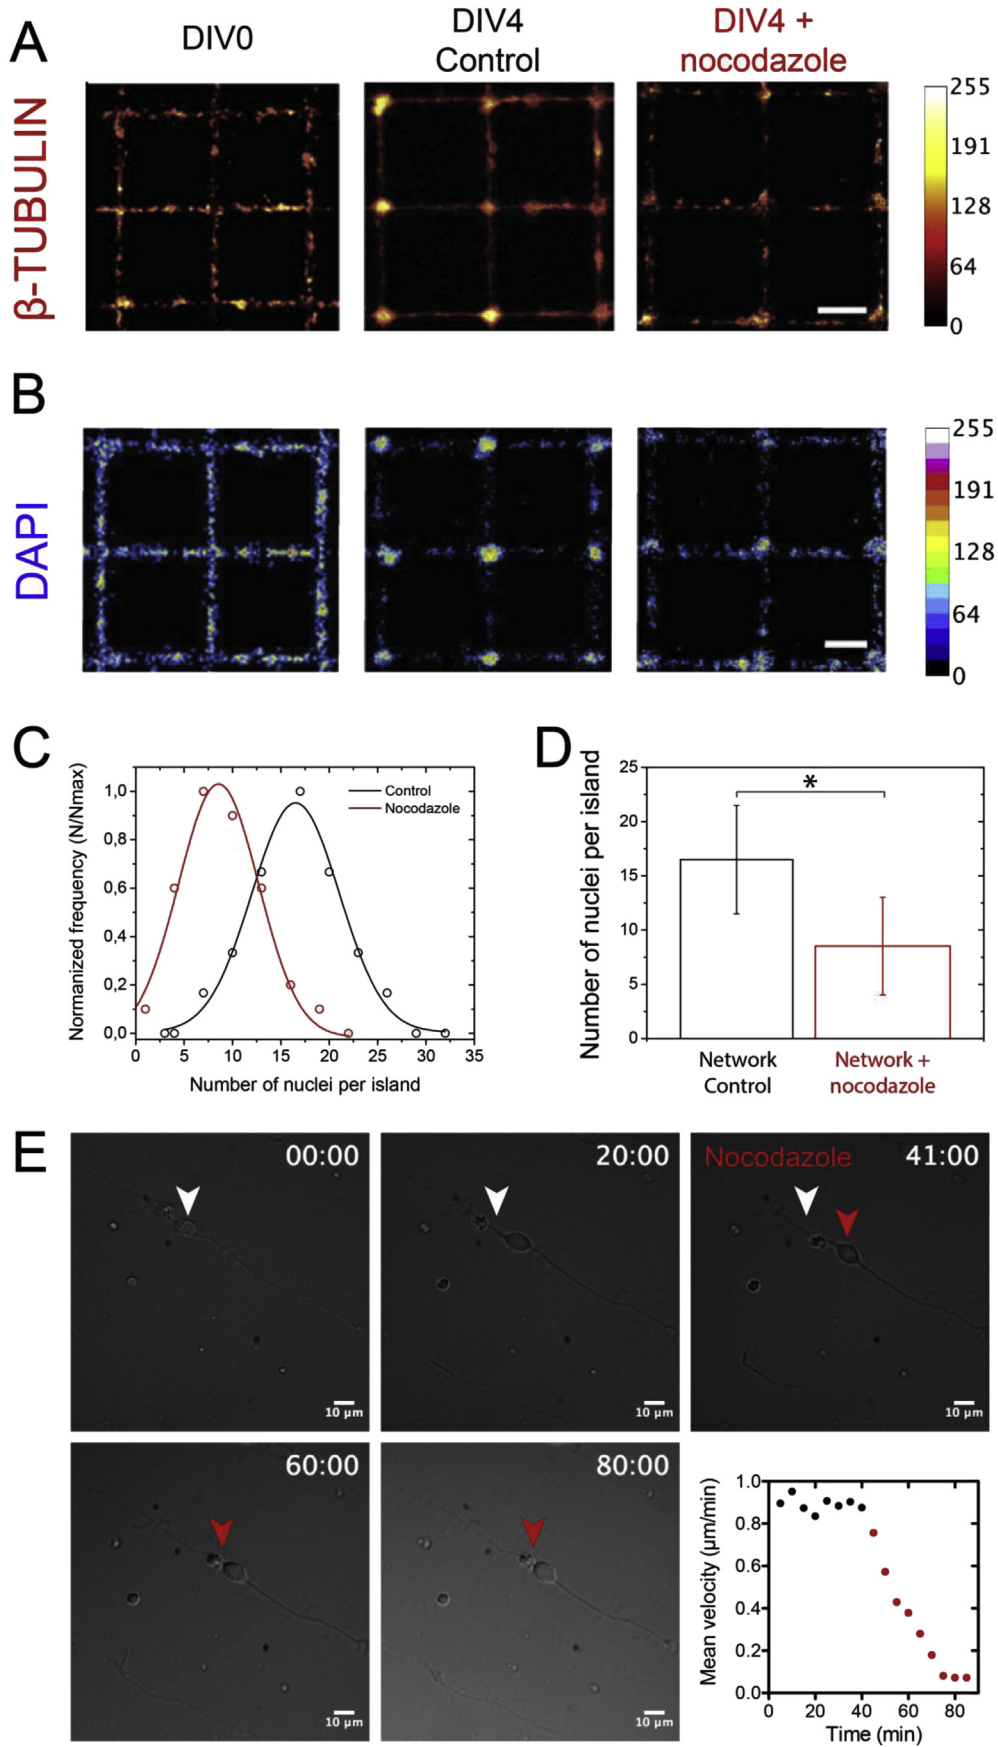 A
DIV0
DIV4
Control
DIV4 +
nocodazole
β-TUBULIN
255
191
128
64
0
B
DAPI
255
191
128
64
0
C
Normanized frequency (N/Nmax)
1,0
0,8
0,6
0,4
0,2
0,0
0 5 10 15 20 25 30 35
Number of nuclei per island
Control
Nocodazole
D
Number of nuclei per island
25
20
15
10
5
0
*
Network
Control
Network +
nocodazole
E
00:00
10 µm
20:00
10 µm
Nocodazole 41:00
10 µm
60:00
10 µm
80:00
10 µm
Mean velocity (µm/min)
1.0
0.8
0.6
0.4
0.2
0.0
0 20 40 60 80
Time (min)